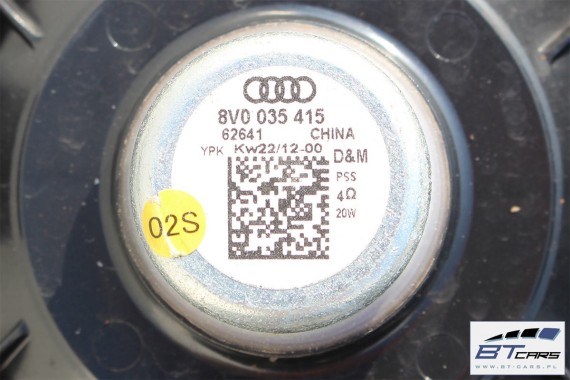 8V0 035 415
62641 CHINA
YPK Kw22/12-00 D&M
PSS
4Ω
20W
02S
BTCARS
WWW.BT-CARS.PL